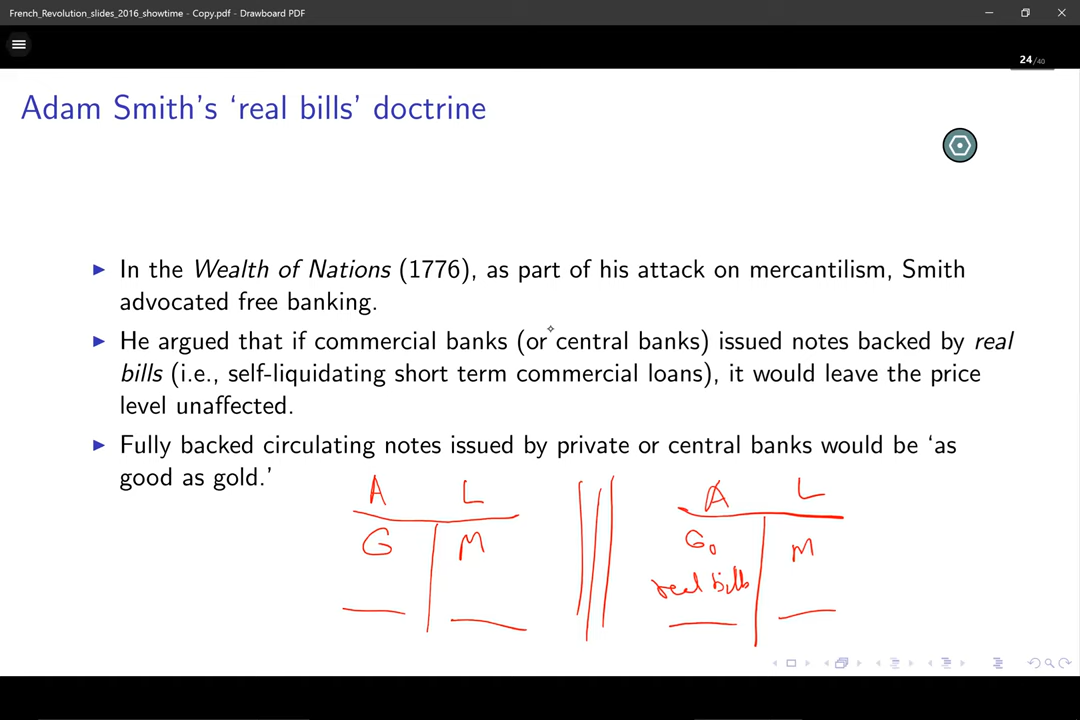 French_Revolution_slides_2016_showtime - Copy.pdf - Drawboard PDF
24/40
Adam Smith's ‘real bills’ doctrine
In the Wealth of Nations (1776), as part of his attack on mercantilism, Smith
advocated free banking.
He argued that if commercial banks (or central banks) issued notes backed by real
bills (i.e., self-liquidating short term commercial loans), it would leave the price
level unaffected.
Fully backed circulating notes issued by private or central banks would be ‘as
good as gold.’
A L
G M
A L
G₀ M
real bills